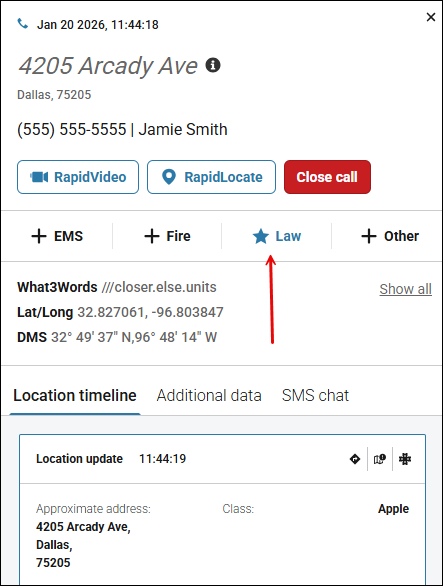 Jan 20 2026, 11:44:18
4205 Arcady Ave
Dallas, 75205
(555) 555-5555 | Jamie Smith
RapidVideo RapidLocate Close call
EMS Fire Law Other
What3Words ///closer.else.units Show all
Lat/Long 32.827061, -96.803847
DMS 32° 49' 37" N,96° 48' 14" W
Location timeline Additional data SMS chat
Location update 11:44:19
Approximate address: Class: Apple
4205 Arcady Ave,
Dallas,
75205